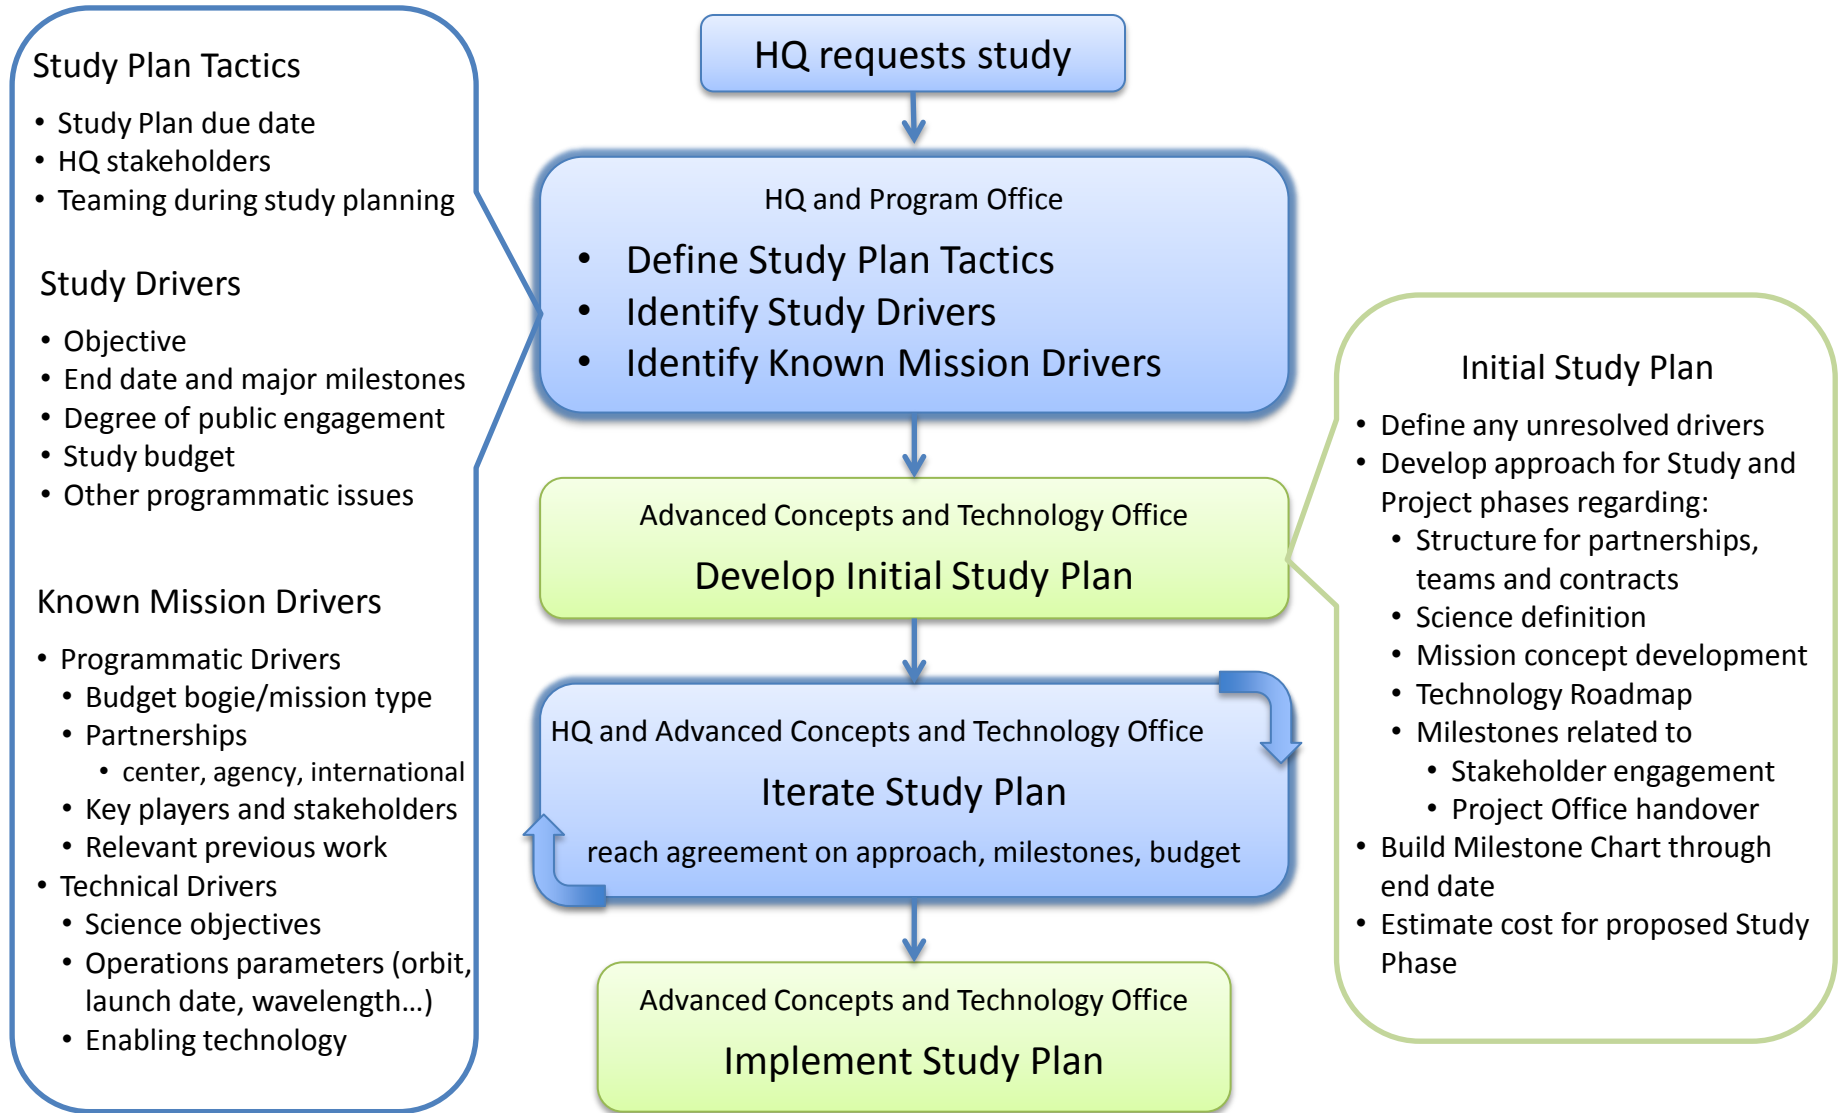 Study Plan Tactics
• Study Plan due date
• HQ stakeholders
• Teaming during study planning
Study Drivers
• Objective
• End date and major milestones
• Degree of public engagement
• Study budget
• Other programmatic issues
Known Mission Drivers
• Programmatic Drivers
• Budget bogie/mission type
• Partnerships
• center, agency, international
• Key players and stakeholders
• Relevant previous work
• Technical Drivers
• Science objectives
• Operations parameters (orbit,
launch date, wavelength…)
• Enabling technology
HQ requests study
HQ and Program Office
• Define Study Plan Tactics
• Identify Study Drivers
• Identify Known Mission Drivers
Advanced Concepts and Technology Office
Develop Initial Study Plan
HQ and Advanced Concepts and Technology Office
Iterate Study Plan
reach agreement on approach, milestones, budget
Advanced Concepts and Technology Office
Implement Study Plan
Initial Study Plan
• Define any unresolved drivers
• Develop approach for Study and
Project phases regarding:
• Structure for partnerships,
teams and contracts
• Science definition
• Mission concept development
• Technology Roadmap
• Milestones related to
• Stakeholder engagement
• Project Office handover
• Build Milestone Chart through
end date
• Estimate cost for proposed Study
Phase